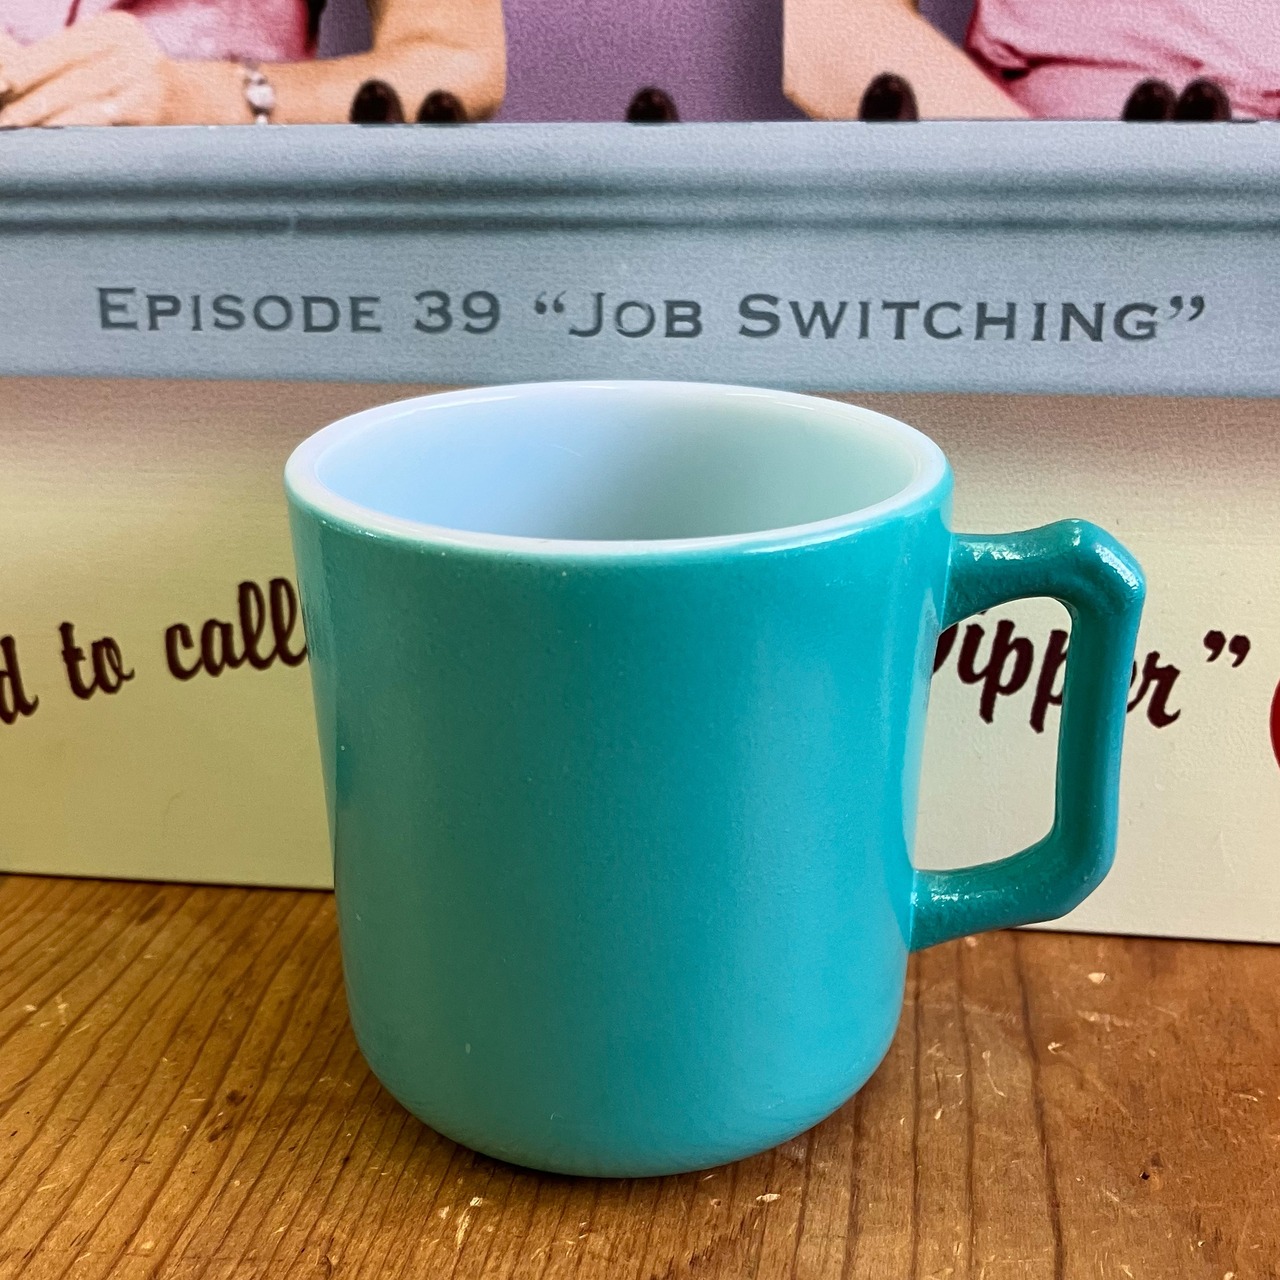 Episode 39 “Job Switching”
d to call
ipper”